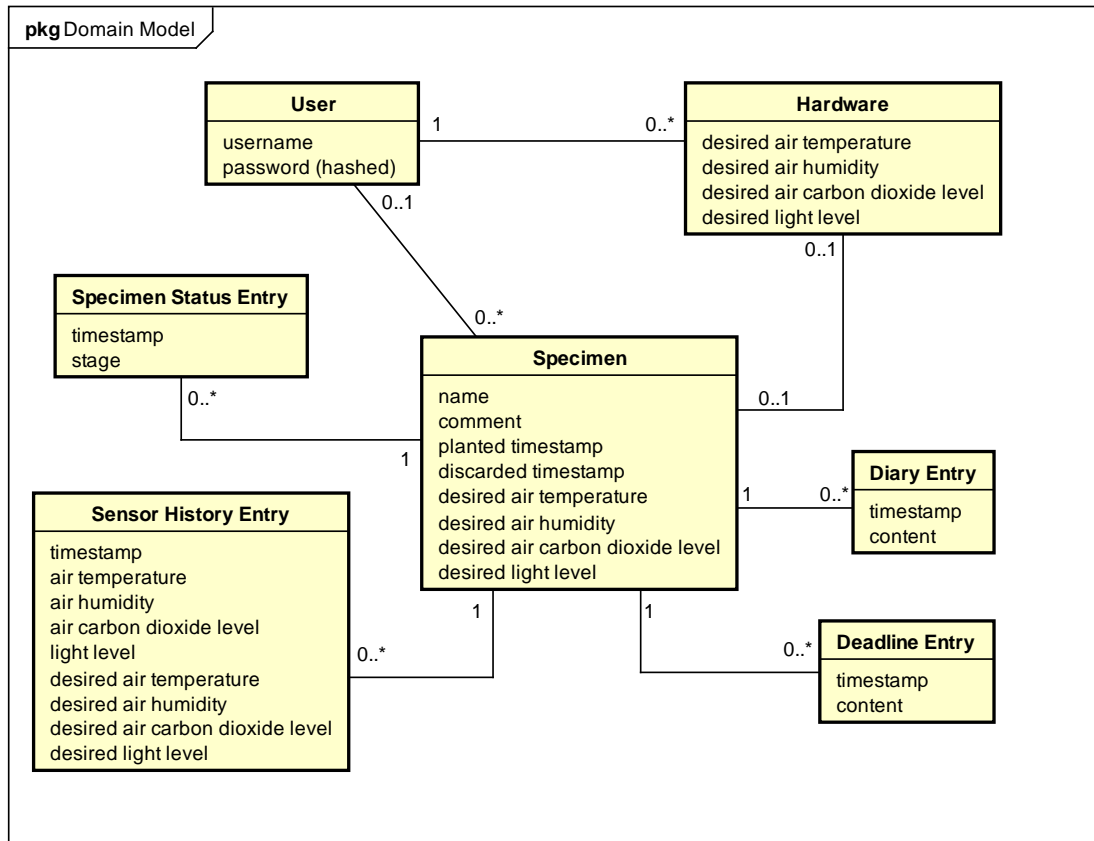 pkg Domain Model
User
username
password (hashed)
1
0..*
Hardware
desired air temperature
desired air humidity
desired air carbon dioxide level
desired light level
0..1
0..1
Specimen Status Entry
timestamp
stage
0..*
0..*
1
Specimen
name
comment
planted timestamp
discarded timestamp
desired air temperature
desired air humidity
desired air carbon dioxide level
desired light level
0..1
1
0..*
Diary Entry
timestamp
content
Sensor History Entry
timestamp
air temperature
air humidity
air carbon dioxide level
light level
desired air temperature
desired air humidity
desired air carbon dioxide level
desired light level
1
0..*
1
0..*
Deadline Entry
timestamp
content